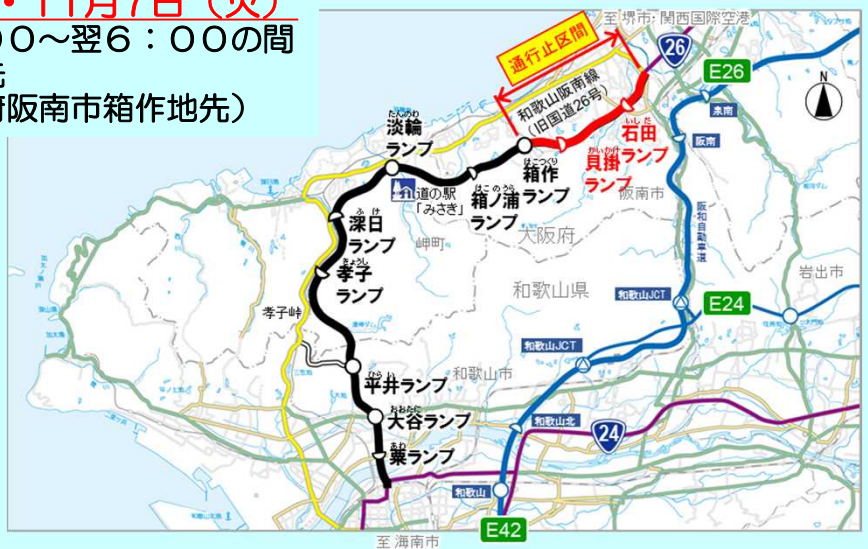 ・11月7日（火）
00～翌6：00の間
府阪南市箱作地先）
至 堺市・関西国際空港
通行止区間
26
E26
N
和歌山阪南線
（旧国道26号）
泉南
たんのわ
淡輪
ランプ
いしだ
石田
ランプ
阪南
かいかけ
貝掛
ランプ
はこつくり
箱作
ランプ
はこのうら
箱ノ浦
ランプ
道の駅
「みさき」
阪南市
ふけ
深日
ランプ
岬町
大阪府
阪和自動車道
きょうし
孝子
ランプ
和歌山県
岩出市
和歌山JCT
E24
孝子峠
和歌山JCT
ひらい
平井ランプ
和歌山市
おおたに
大谷ランプ
和歌山北
24
あわ
粟ランプ
和歌山
E42
至 海南市